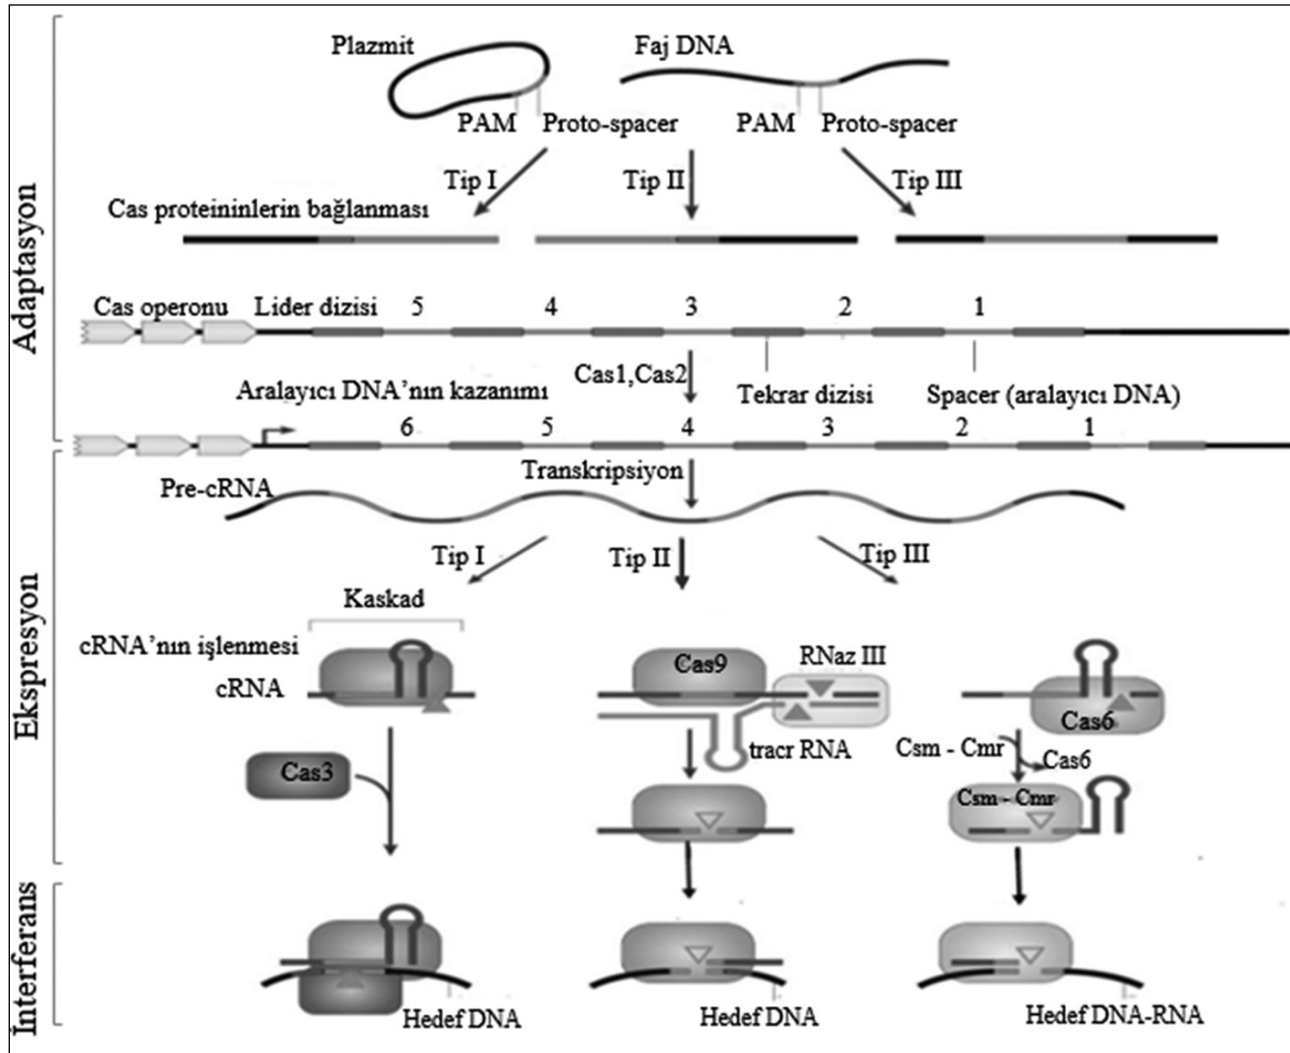 Plazmit
Faj DNA
PAM
Proto-spacer
PAM
Proto-spacer
Tip I
Tip II
Tip III
Cas proteininlerin bağlanması
Adaptasyon
Cas operonu
Lider dizisi
5
4
3
2
1
Cas1,Cas2
Aralayıcı DNA'nın kazanımı
Tekrar dizisi
Spacer (aralayıcı DNA)
6
5
4
3
2
1
Transkripsiyon
Pre-cRNA
Tip I
Tip II
Tip III
Ekspresyon
Kaskad
cRNA'nın işlenmesi
cRNA
Cas9
RNaz III
tracr RNA
Cas6
Csm - Cmr
Cas6
Cas3
Csm - Cmr
İnterferans
Hedef DNA
Hedef DNA
Hedef DNA-RNA